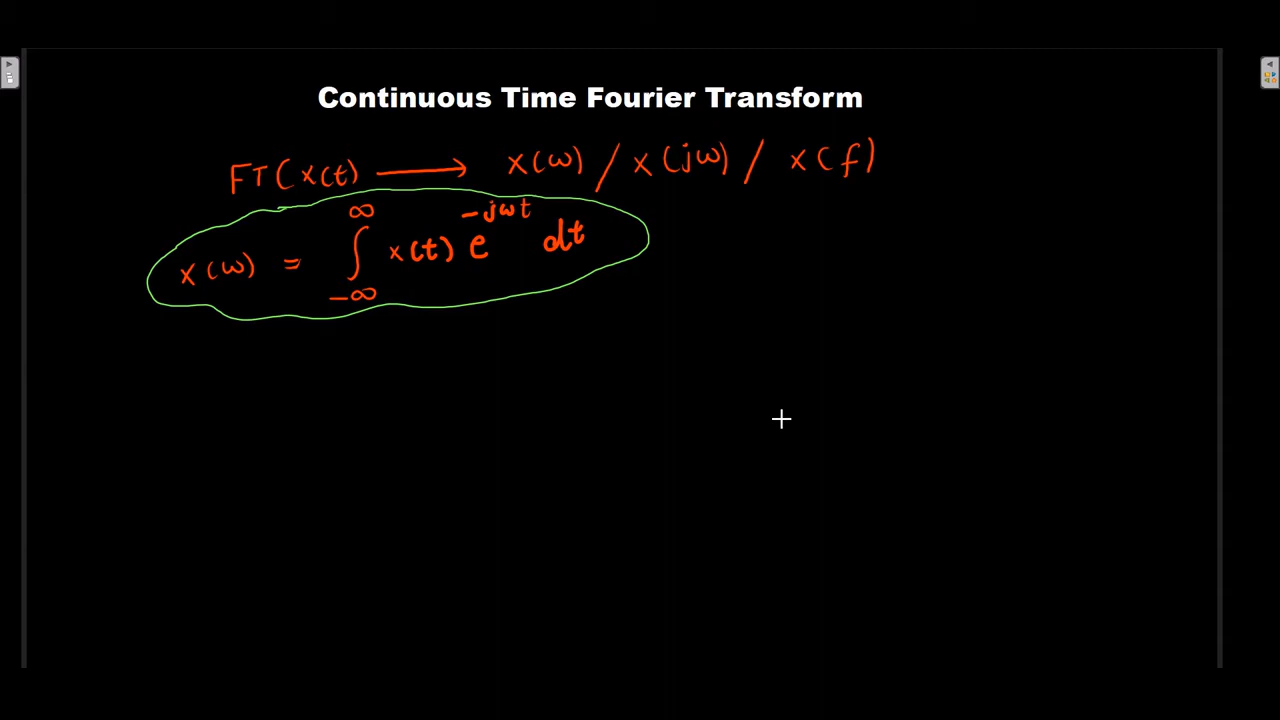 Continuous Time Fourier Transform
FT(x(t) ⟶ x(ω) / x(jω) / x(f)
x(ω) = ∫_{-∞}^{∞} x(t) e^{-jωt} dt